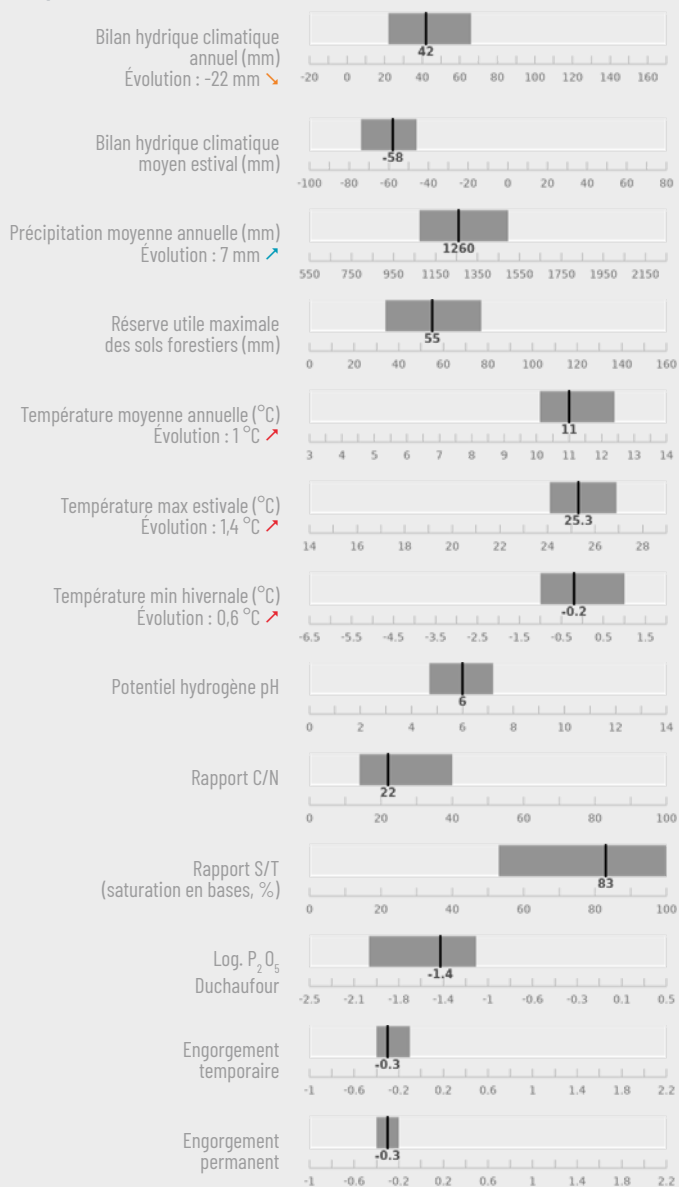 Bilan hydrique climatique
annuel (mm)
Évolution : -22 mm ↘
42
-20 0 20 40 60 80 100 120 140 160
Bilan hydrique climatique
moyen estival (mm)
-58
-100 -80 -60 -40 -20 0 20 40 60 80
Précipitation moyenne annuelle (mm)
Évolution : 7 mm ↗
1260
550 750 950 1150 1350 1550 1750 1950 2150
Réserve utile maximale
des sols forestiers (mm)
55
0 20 40 60 80 100 120 140 160
Température moyenne annuelle (°C)
Évolution : 1 °C ↗
11
3 4 5 6 7 8 9 10 11 12 13 14
Température max estivale (°C)
Évolution : 1,4 °C ↗
25.3
14 16 18 20 22 24 26 28
Température min hivernale (°C)
Évolution : 0,6 °C ↗
-0.2
-6.5 -5.5 -4.5 -3.5 -2.5 -1.5 -0.5 0.5 1.5
Potentiel hydrogène pH
6
0 2 4 6 8 10 12 14
Rapport C/N
22
0 20 40 60 80 100
Rapport S/T
(saturation en bases, %)
83
0 20 40 60 80 100
Log. P₂O₅
Duchaufour
-1.4
-2.5 -2.1 -1.8 -1.4 -1 -0.6 -0.3 0.1 0.5
Engorgement
temporaire
-0.3
-1 -0.6 -0.2 0.2 0.6 1 1.4 1.8 2.2
Engorgement
permanent
-0.3
-1 -0.6 -0.2 0.2 0.6 1 1.4 1.8 2.2